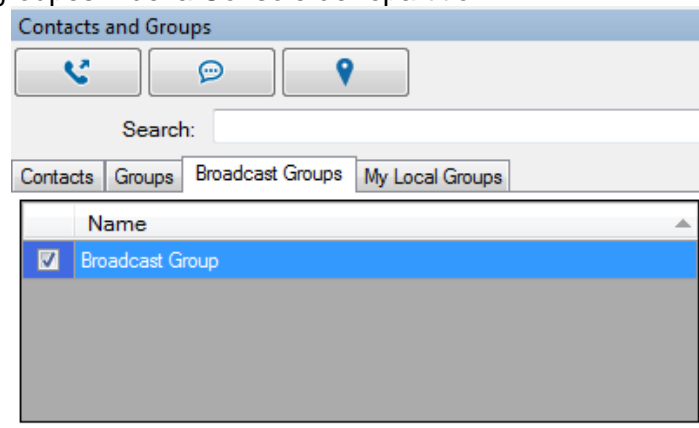 Contacts and Groups
Search:
Contacts Groups Broadcast Groups My Local Groups
Name
Broadcast Group